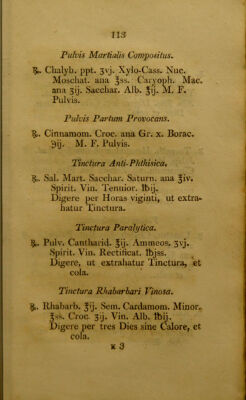 113
Pulvis Martialis Compositus.
℞. Chalyb. ppt. ʒvj. Xylo-Cass. Nuc.
Moschat. ana ℥ss. Caryoph. Mac.
ana ʒij. Sacchar. Alb. ℥ij. M. F.
Pulvis.
Pulvis Partum Provocans.
℞. Cinnamom. Croc. ana Gr. x. Borac.
℈ij. M. F. Pulvis.
Tinctura Anti-Phthisica.
℞. Sal. Mart. Sacchar. Saturn. ana ℥iv.
Spirit. Vin. Tenuior. ℔ij.
Digere per Horas viginti, ut extra-
hatur Tinctura.
Tinctura Paralytica.
℞. Pulv. Cantharid. ℥ij. Ammeos. ʒvj.
Spirit. Vin. Rectificat. ℔jss.
Digere, ut extrahatur Tinctura, et
cola.
Tinctura Rhabarbari Vinosa.
℞. Rhabarb. ℥ij. Sem. Cardamom. Minor.
℥ss. Croc. ʒij. Vin. Alb. ℔ij.
Digere per tres Dies sine Calore, et
cola.
K 3